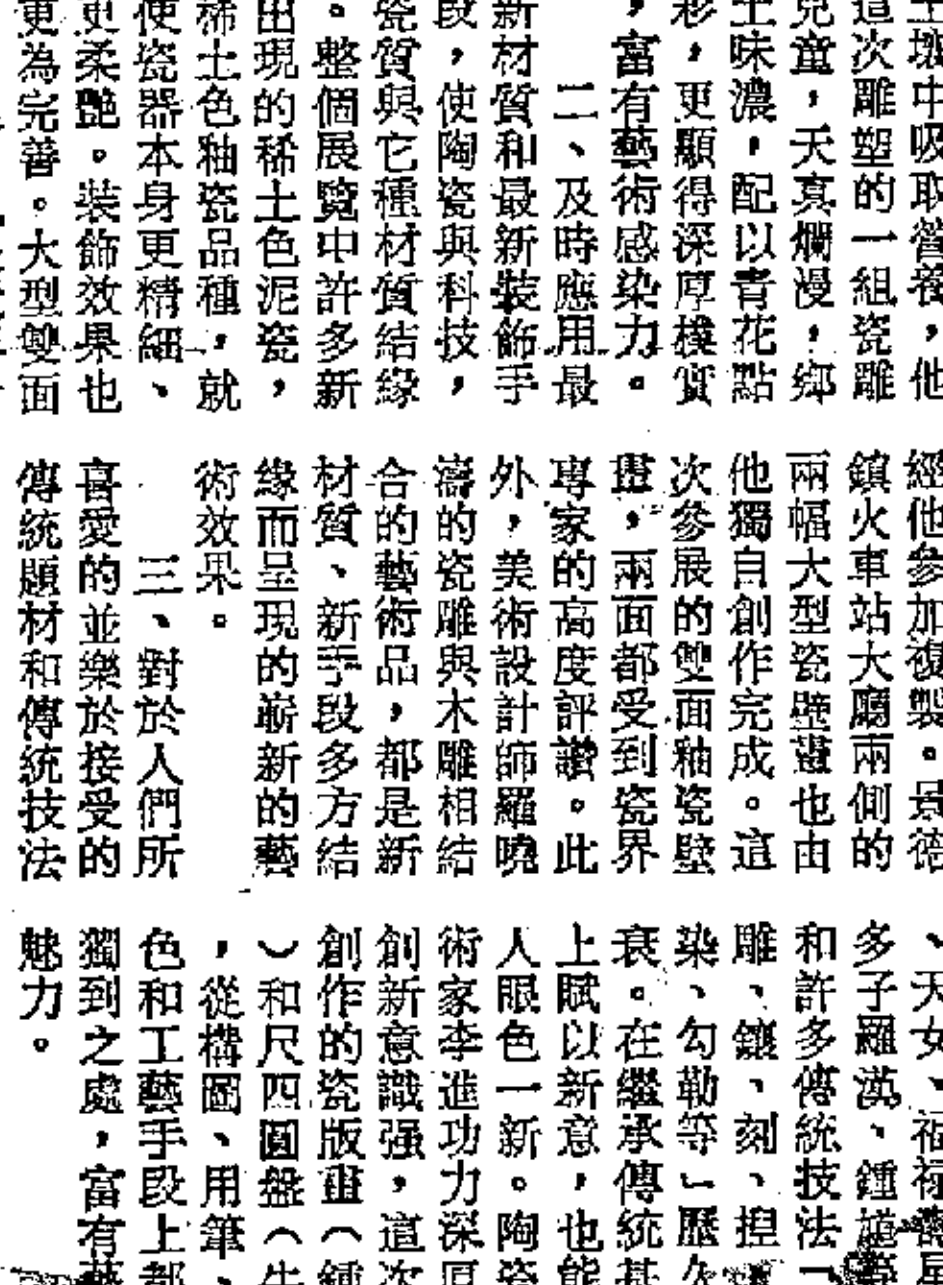 土壤中吸取營養，他
這次雕塑的一組瓷雕
兒童，天真爛漫，鄉
土味濃，配以青花點
彩，更顯得深厚樸實
，富有藝術感染力。
二、及時應用最
新材質和最新裝飾手
段，使陶瓷與科技，
瓷質與它種材質結緣
。整個展覽中許多新
出現的稀土色泥瓷，
稀土色釉瓷品種，就
使瓷器本身更精細、
更柔艷。裝飾效果也
更為完善。大型雙面
經他參加復製。景德
鎮火車站大廳兩側的
兩幅大型瓷壁畫也由
他獨自創作完成。這
次參展的雙面釉瓷壁
畫，兩面都受到瓷界
專家的高度評讚。此
外，美術設計師羅曉
濤的瓷雕與木雕相結
合的藝術品，都是新
材質、新手段多方結
緣而呈現的嶄新的藝
術效果。
三、對於人們所
喜愛的並樂於接受的
傳統題材和傳統技法
、天女、福祿壽星
多子羅漢、鍾馗
和許多傳統技法「
雕、鑲、刻、捏
染、勾勒等」歷久
衰。在繼承傳統基
上賦以新意，也能
人眼色一新。陶瓷
術家李進功力深厚
創新意識强，這次
創作的瓷版畫（鍾
）和尺四圓盤（牛
，從構圖、用筆、
色和工藝手段上都
獨到之處，富有藝
魅力。